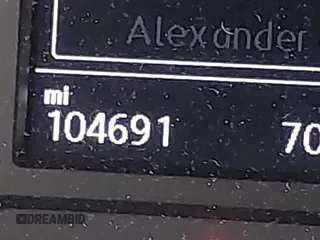 Alexander
mi
104691 70
DREAMBID